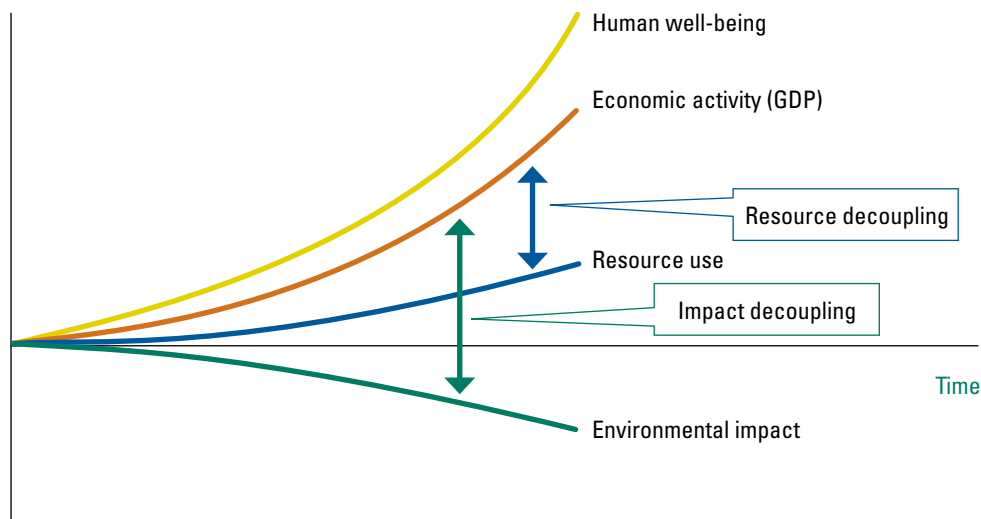 Human well-being
Economic activity (GDP)
Resource decoupling
Resource use
Impact decoupling
Time
Environmental impact